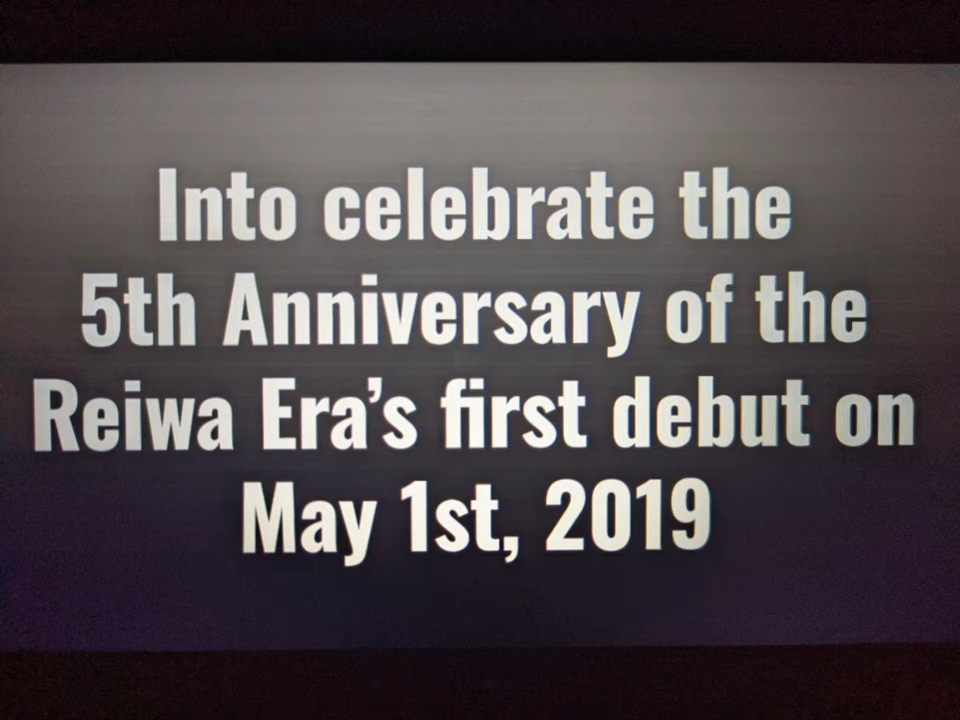 Into celebrate the
5th Anniversary of the
Reiwa Era’s first debut on
May 1st, 2019